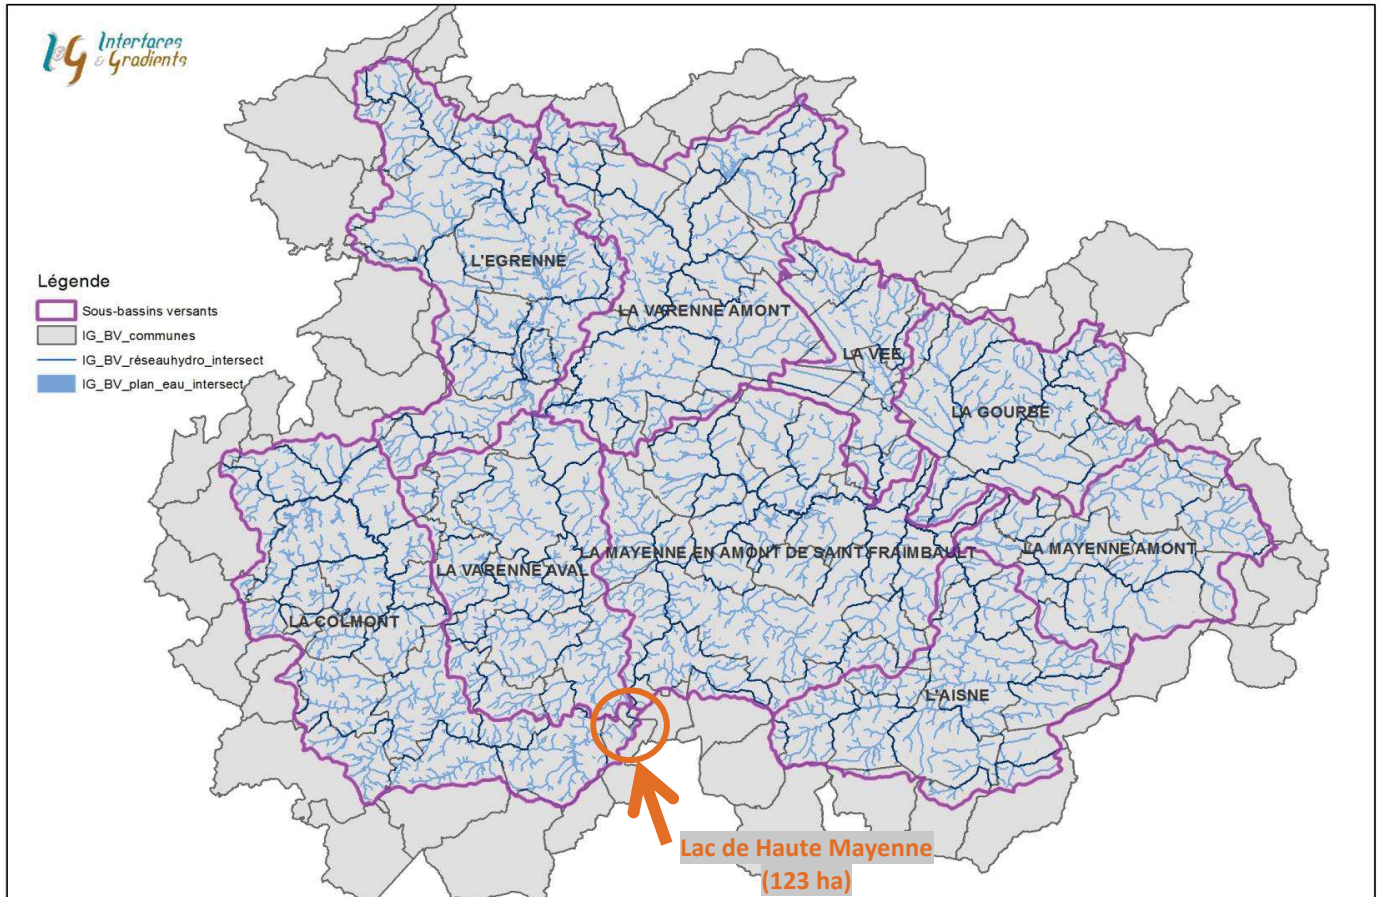 Interfaces
& Gradients
L'EGRENNE
Légende
Sous-bassins versants
LA VARENNE AMONT
IG_BV_communes
IG_BV_réseauhydro_intersect
LA VEE
IG_BV_plan_eau_intersect
LA GOURBE
LA MAYENNE EN AMONT DE SAINT FRAIMBAULT
LA MAYENNE AMONT
LA VARENNE AVAL
LA COLMONT
L'AISNE
Lac de Haute Mayenne
(123 ha)